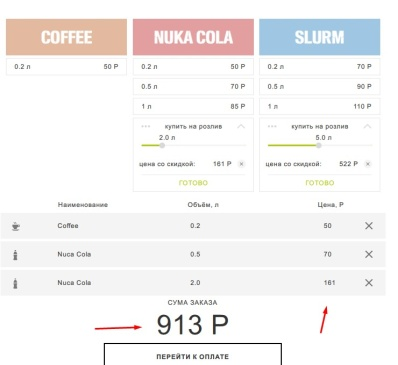 COFFEE NUKA COLA SLURM
0.2 л 50 Р 0.2 л 50 Р 0.2 л 70 Р
0.5 л 70 Р 0.5 л 90 Р
1 л 85 Р 1 л 110 Р
купить на розлив купить на розлив
2.0 л 5.0 л
цена со скидкой: 161 Р цена со скидкой: 522 Р
ГОТОВО ГОТОВО
Наименование Объём, л Цена, Р
Coffee 0.2 50
Nuca Cola 0.5 70
Nuca Cola 2.0 161
СУМА ЗАКАЗА
913 Р
ПЕРЕЙТИ К ОПЛАТЕ